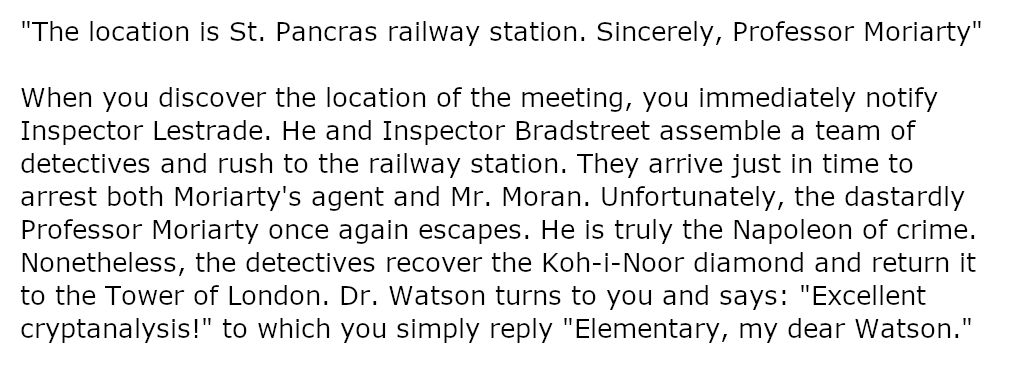 "The location is St. Pancras railway station. Sincerely, Professor Moriarty"
When you discover the location of the meeting, you immediately notify
Inspector Lestrade. He and Inspector Bradstreet assemble a team of
detectives and rush to the railway station. They arrive just in time to
arrest both Moriarty's agent and Mr. Moran. Unfortunately, the dastardly
Professor Moriarty once again escapes. He is truly the Napoleon of crime.
Nonetheless, the detectives recover the Koh-i-Noor diamond and return it
to the Tower of London. Dr. Watson turns to you and says: "Excellent
cryptanalysis!" to which you simply reply "Elementary, my dear Watson."